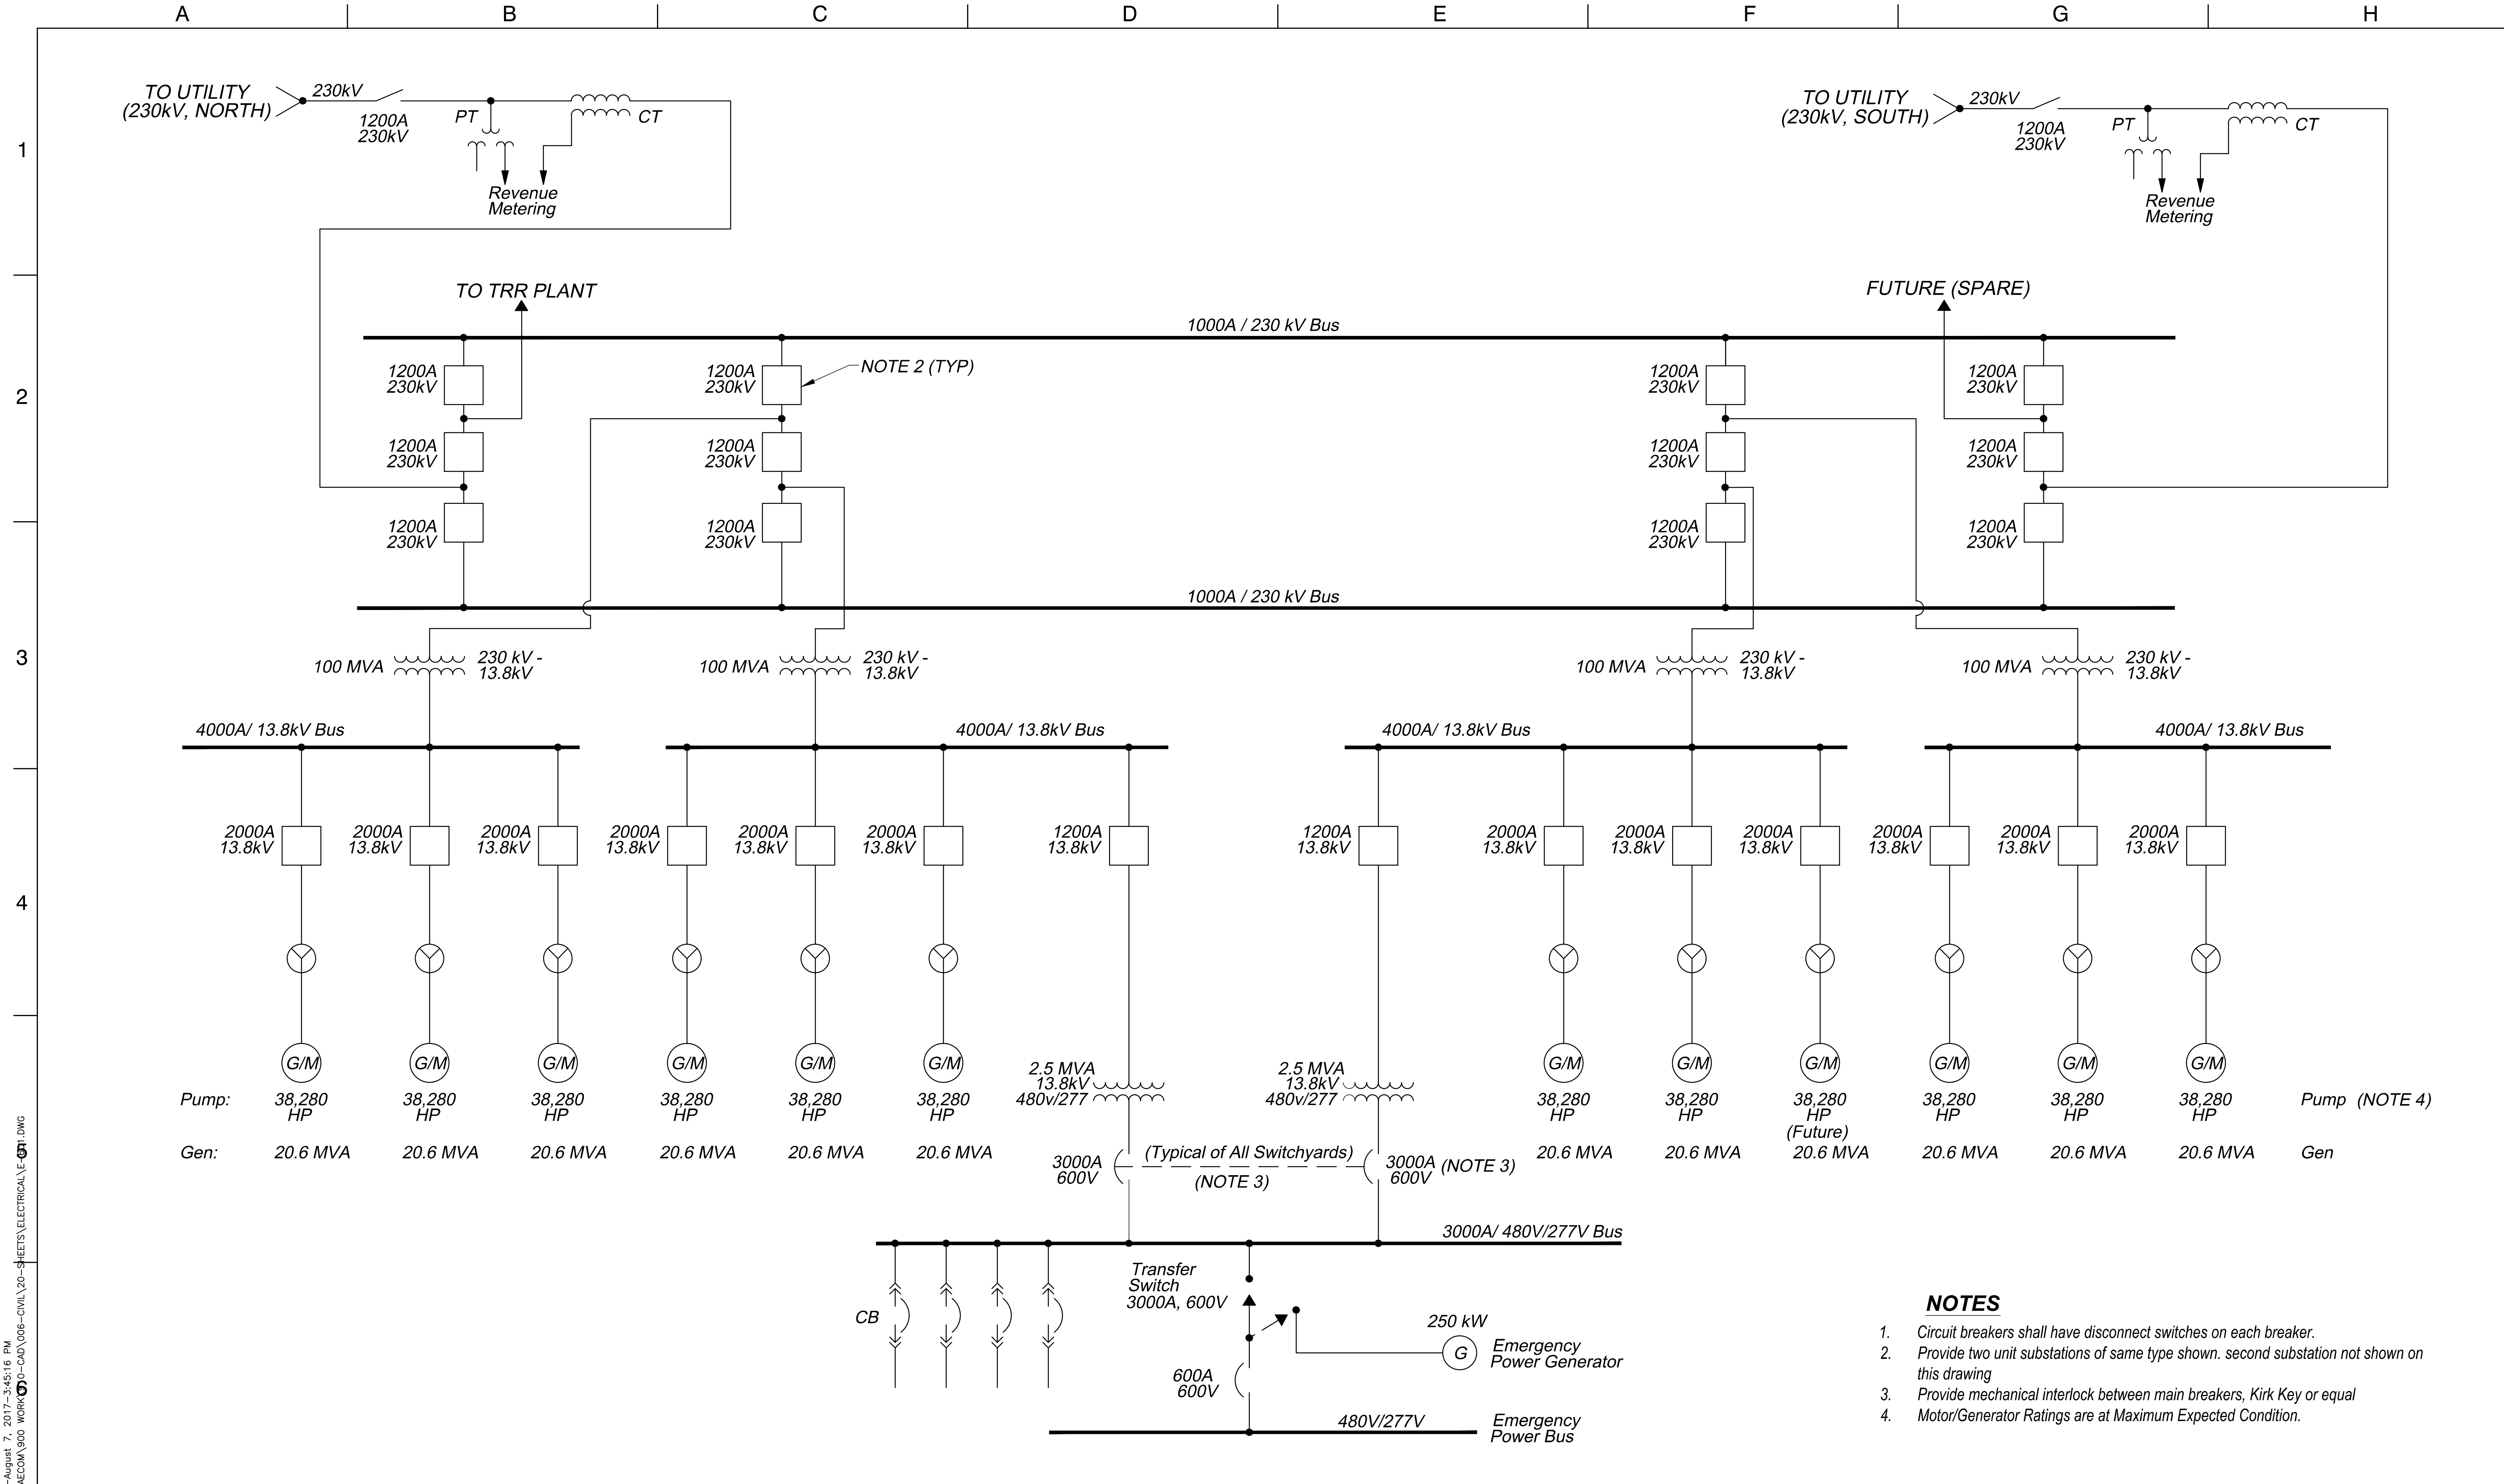 A B C D E F G H
1
2
3
4
5
6
TO UTILITY
(230kV, NORTH)
230kV
1200A
230kV
PT
CT
Revenue
Metering
TO UTILITY
(230kV, SOUTH)
230kV
1200A
230kV
PT
CT
Revenue
Metering
TO TRR PLANT
FUTURE (SPARE)
1000A / 230 kV Bus
1200A
230kV
1200A
230kV
NOTE 2 (TYP)
1200A
230kV
1200A
230kV
1200A
230kV
1200A
230kV
1200A
230kV
1200A
230kV
1200A
230kV
1200A
230kV
1200A
230kV
1200A
230kV
1000A / 230 kV Bus
100 MVA
230 kV -
13.8kV
100 MVA
230 kV -
13.8kV
100 MVA
230 kV -
13.8kV
100 MVA
230 kV -
13.8kV
4000A/ 13.8kV Bus
4000A/ 13.8kV Bus
4000A/ 13.8kV Bus
4000A/ 13.8kV Bus
2000A
13.8kV
2000A
13.8kV
2000A
13.8kV
2000A
13.8kV
2000A
13.8kV
2000A
13.8kV
1200A
13.8kV
1200A
13.8kV
2000A
13.8kV
2000A
13.8kV
2000A
13.8kV
2000A
13.8kV
2000A
13.8kV
2000A
13.8kV
G/M G/M G/M G/M G/M G/M G/M G/M G/M G/M G/M G/M
2.5 MVA
13.8kV
480v/277
2.5 MVA
13.8kV
480v/277
Pump:
38,280
HP
38,280
HP
38,280
HP
38,280
HP
38,280
HP
38,280
HP
38,280
HP
38,280
HP
38,280
HP
(Future)
38,280
HP
38,280
HP
38,280
HP
Pump (NOTE 4)
Gen: 20.6 MVA 20.6 MVA 20.6 MVA 20.6 MVA 20.6 MVA 20.6 MVA
20.6 MVA 20.6 MVA 20.6 MVA 20.6 MVA 20.6 MVA 20.6 MVA Gen
3000A
600V
(Typical of All Switchyards)
(NOTE 3)
3000A (NOTE 3)
600V
3000A/ 480V/277V Bus
CB
Transfer
Switch
3000A, 600V
250 kW
G
Emergency
Power Generator
600A
600V
480V/277V
Emergency
Power Bus
NOTES
1. Circuit breakers shall have disconnect switches on each breaker.
2. Provide two unit substations of same type shown. second substation not shown on
this drawing
3. Provide mechanical interlock between main breakers, Kirk Key or equal
4. Motor/Generator Ratings are at Maximum Expected Condition.
-August 7, 2017-3:45:16 PM